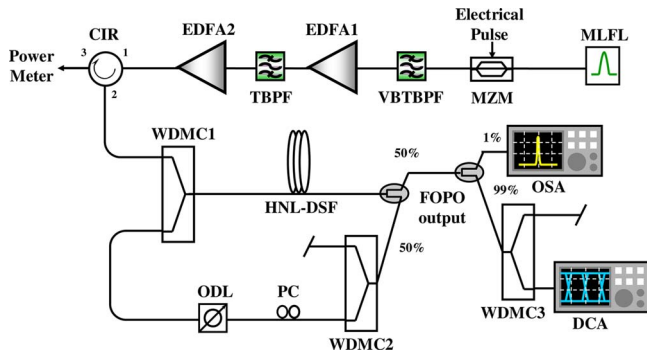 Electrical
Pulse
CIR
EDFA2
EDFA1
MLFL
Power
Meter
3
1
2
TBPF
VBTBPF
MZM
WDMC1
50%
1%
HNL-DSF
FOPO
output
99%
OSA
50%
ODL
PC
WDMC2
WDMC3
DCA